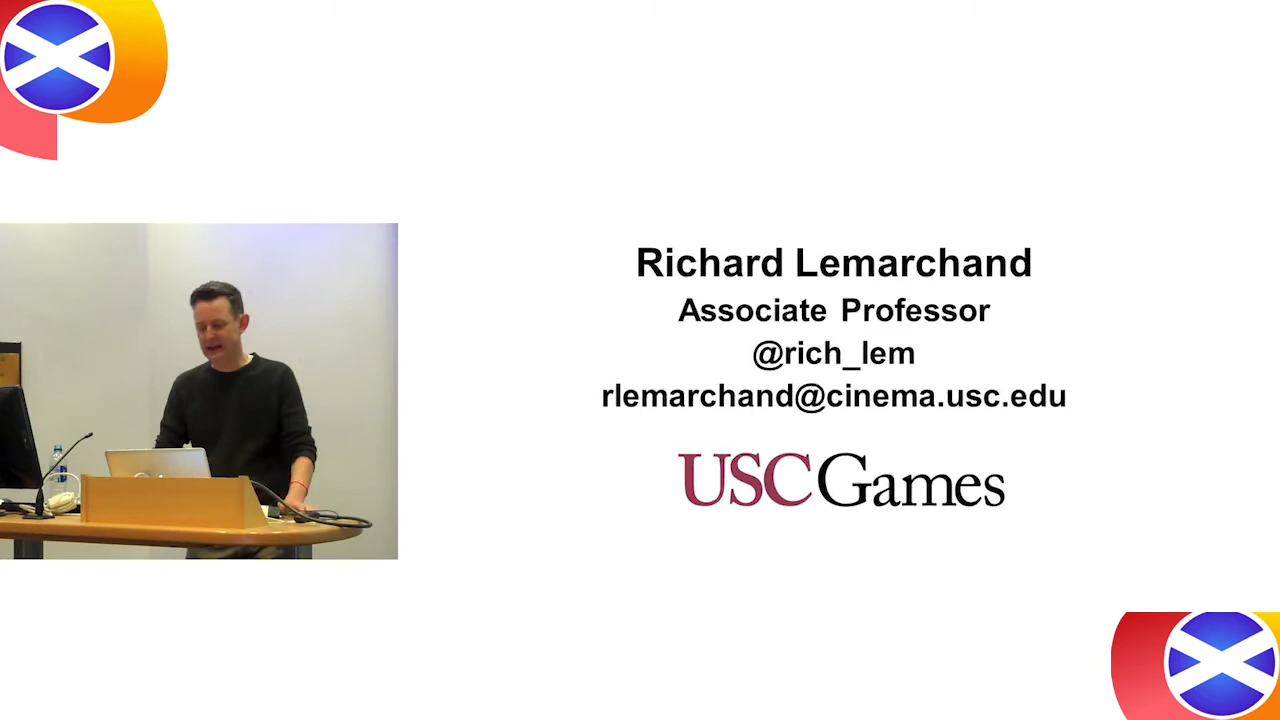 Richard Lemarchand
Associate Professor
@rich_lem
rlemarchand@cinema.usc.edu
USC Games